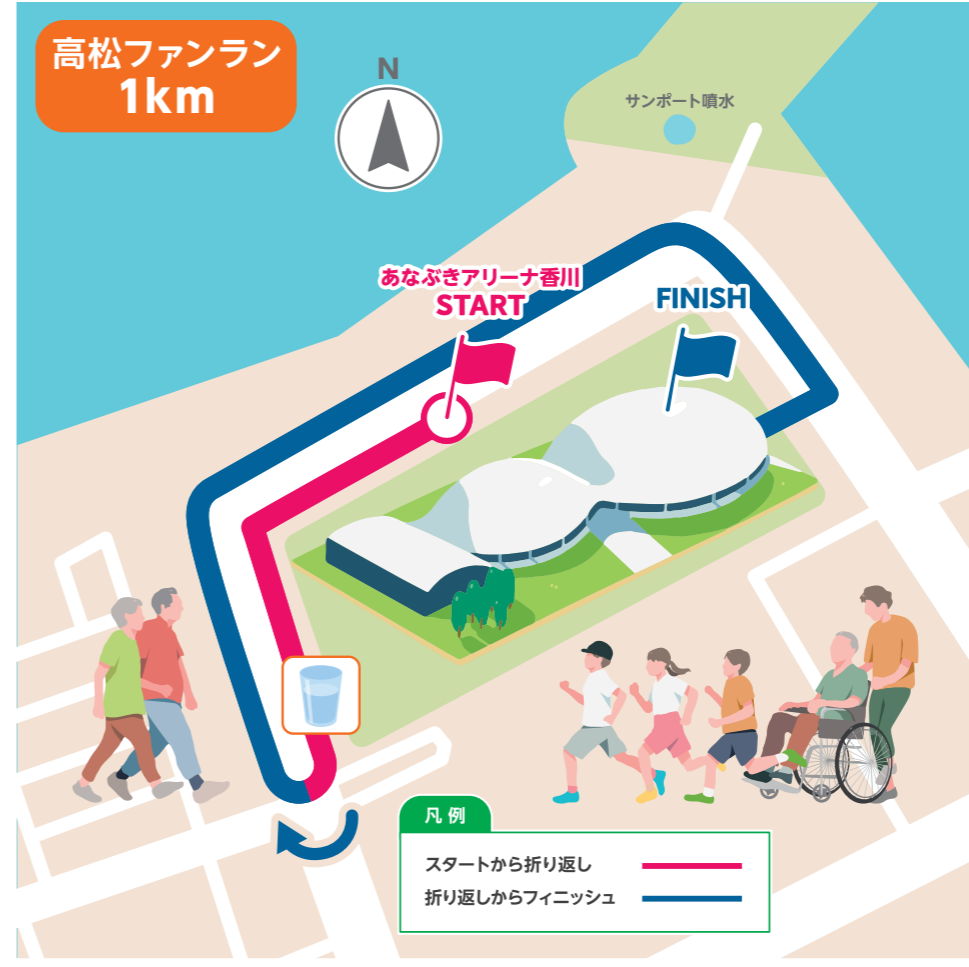 高松ファンラン
1km
N
サンポート噴水
あなぶきアリーナ香川
START
FINISH
凡例
スタートから折り返し
折り返しからフィニッシュ